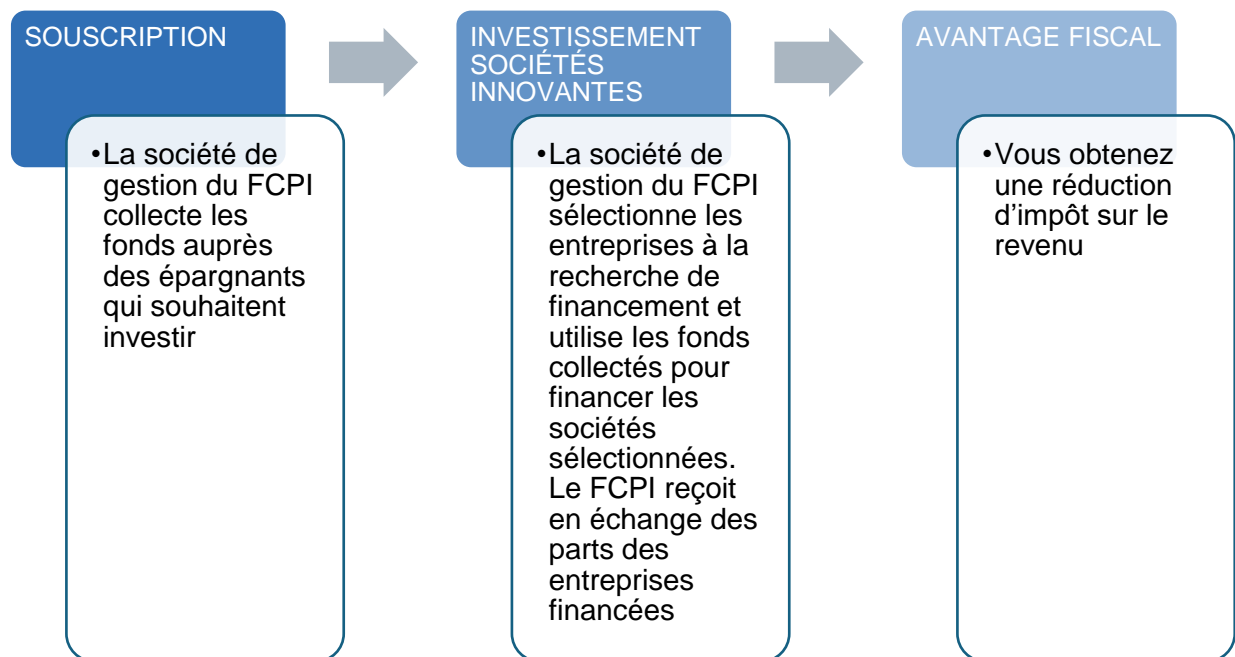 SOUSCRIPTION
•La société de
gestion du FCPI
collecte les
fonds auprès
des épargnants
qui souhaitent
investir
INVESTISSEMENT
SOCIÉTÉS
INNOVANTES
•La société de
gestion du FCPI
sélectionne les
entreprises à la
recherche de
financement et
utilise les fonds
collectés pour
financer les
sociétés
sélectionnées.
Le FCPI reçoit
en échange des
parts des
entreprises
financées
AVANTAGE FISCAL
•Vous obtenez
une réduction
d’impôt sur le
revenu